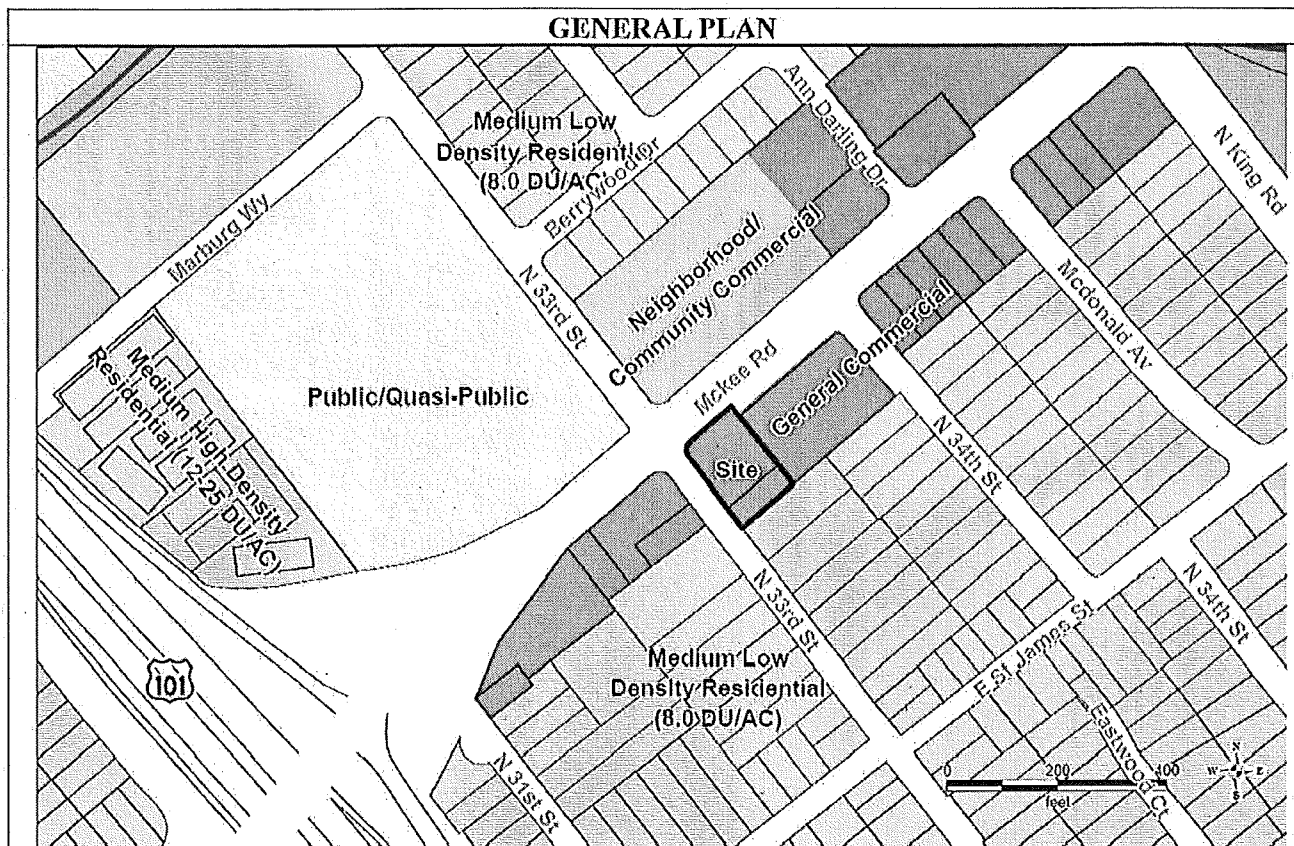 GENERAL PLAN
Ann Darling Dr
Medium Low
Density Residential
(8.0 DU/AC)
Berrywood Dr
N King Rd
Marburg Wy
N 33rd St
Neighborhood/
Community Commercial
Mcdonald Av
Mckee Rd
General Commercial
Medium High Density
Residential (12-25 DU/AC)
Public/Quasi-Public
Site
N 34th St
N 33rd St
N 34th St
E St James St
Medium Low
Density Residential
(8.0 DU/AC)
101
Eastwood Ct
N 31st St
0 200 400
feet
N
W E
S